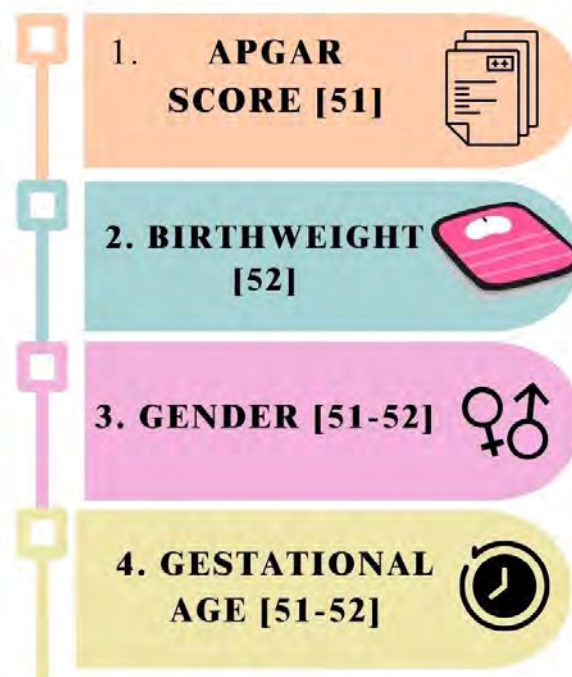 1. APGAR
SCORE [51]
++
2. BIRTHWEIGHT
[52]
3. GENDER [51-52]
4. GESTATIONAL
AGE [51-52]